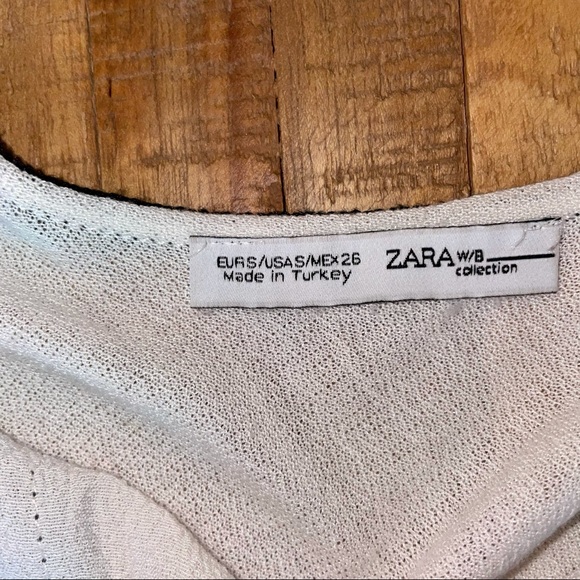 EUR S/USA S/MEX 26
Made in Turkey
ZARA W/B
collection